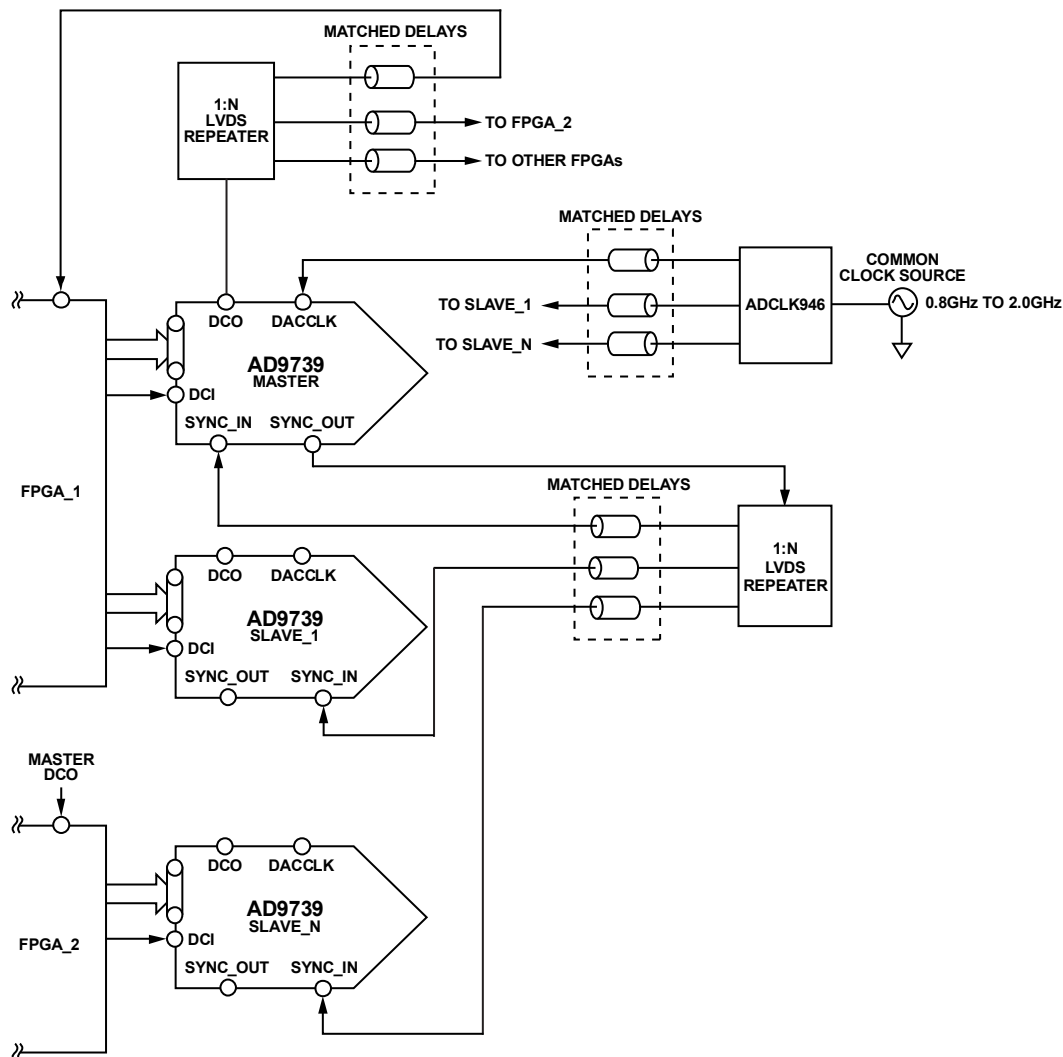 MATCHED DELAYS
1:N
LVDS
REPEATER
TO FPGA_2
TO OTHER FPGAs
MATCHED DELAYS
COMMON
CLOCK SOURCE
ADCLK946
0.8GHz TO 2.0GHz
TO SLAVE_1
TO SLAVE_N
DCO
DACCLK
AD9739
MASTER
DCI
SYNC_IN
SYNC_OUT
FPGA_1
MATCHED DELAYS
1:N
LVDS
REPEATER
DCO
DACCLK
AD9739
SLAVE_1
DCI
SYNC_OUT
SYNC_IN
MASTER
DCO
DCO
DACCLK
AD9739
SLAVE_N
DCI
FPGA_2
SYNC_OUT
SYNC_IN